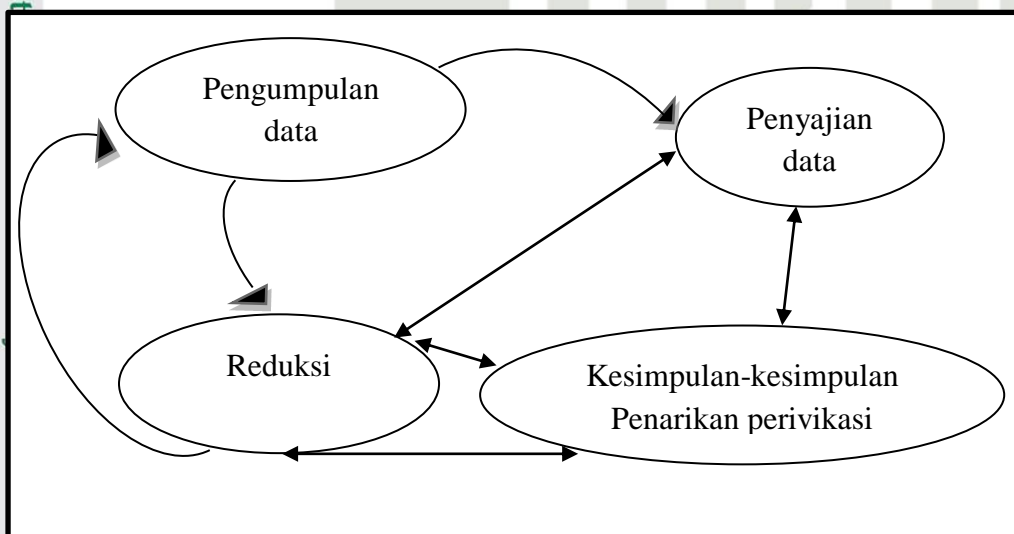 Pengumpulan
data
Penyajian
data
Reduksi
Kesimpulan-kesimpulan
Penarikan perivikasi